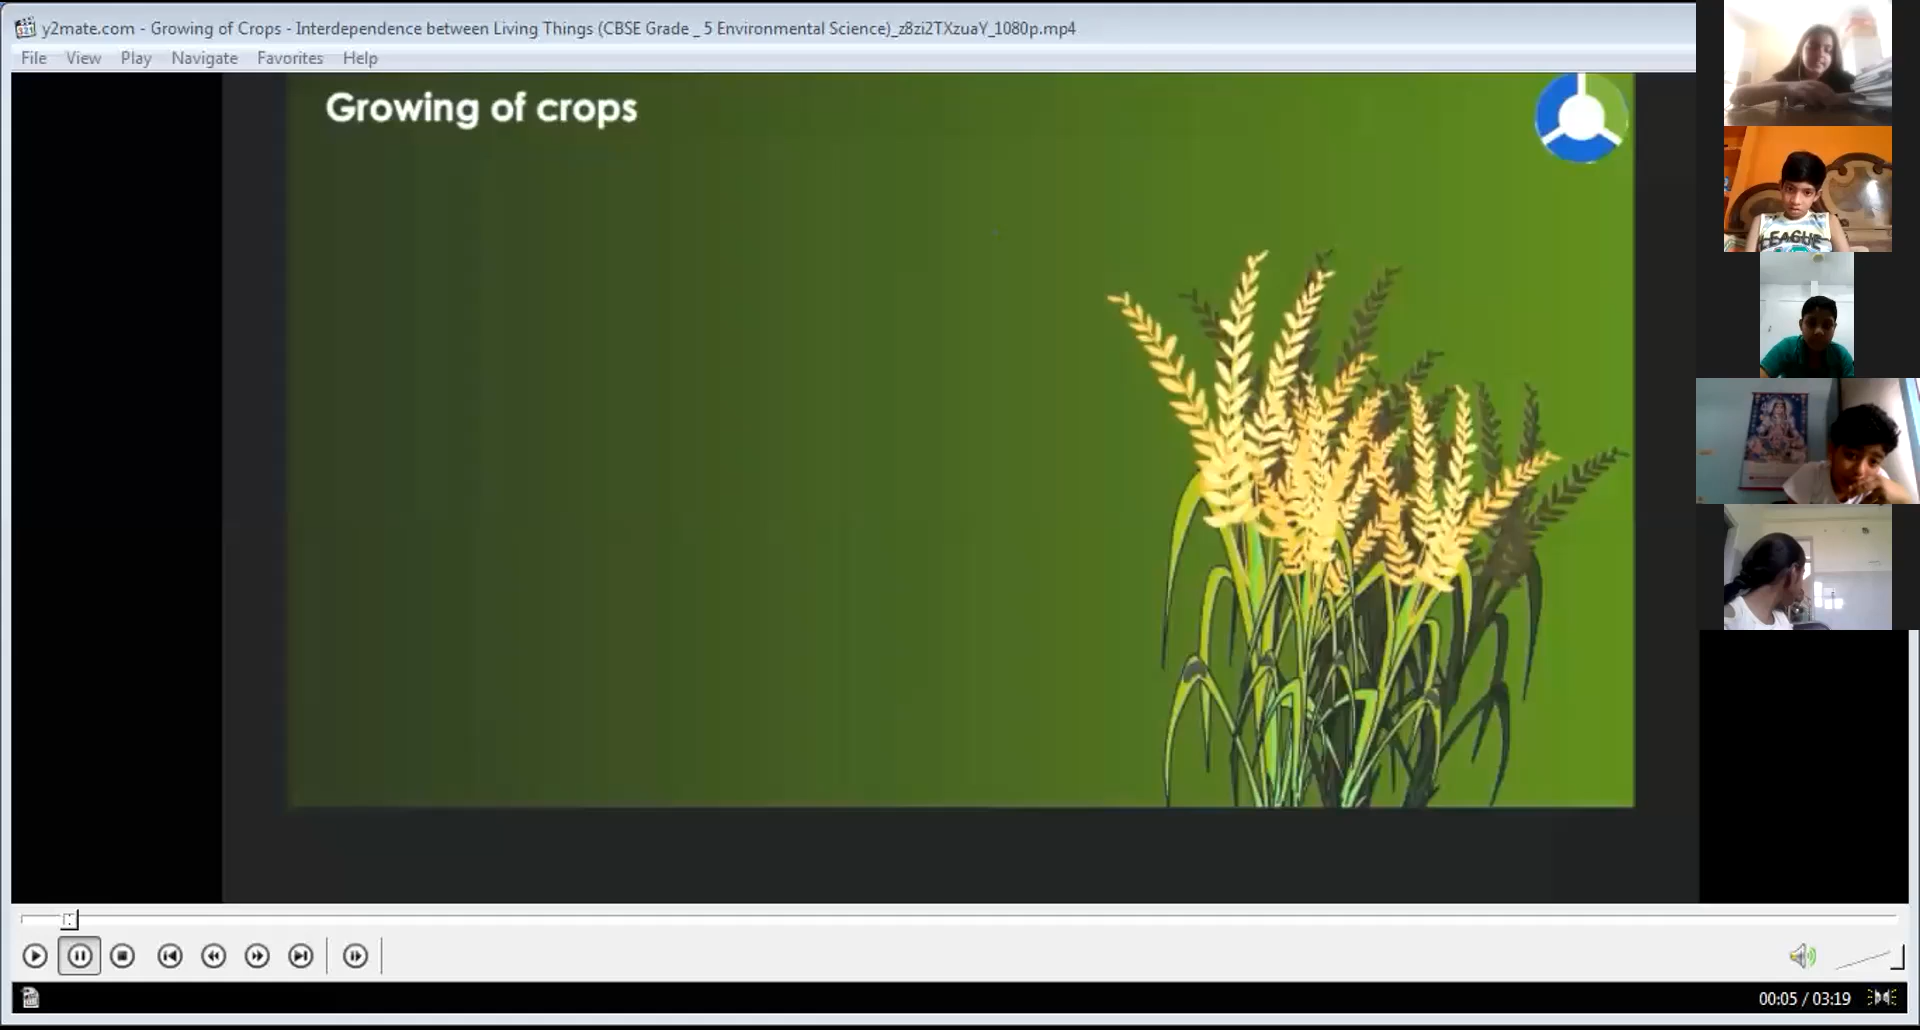 y2mate.com - Growing of Crops - Interdependence between Living Things (CBSE Grade _ 5 Environmental Science)_z8zi2TXzuaY_1080p.mp4
File View Play Navigate Favorites Help
Growing of crops
LEAGUE
00:05 / 03:19